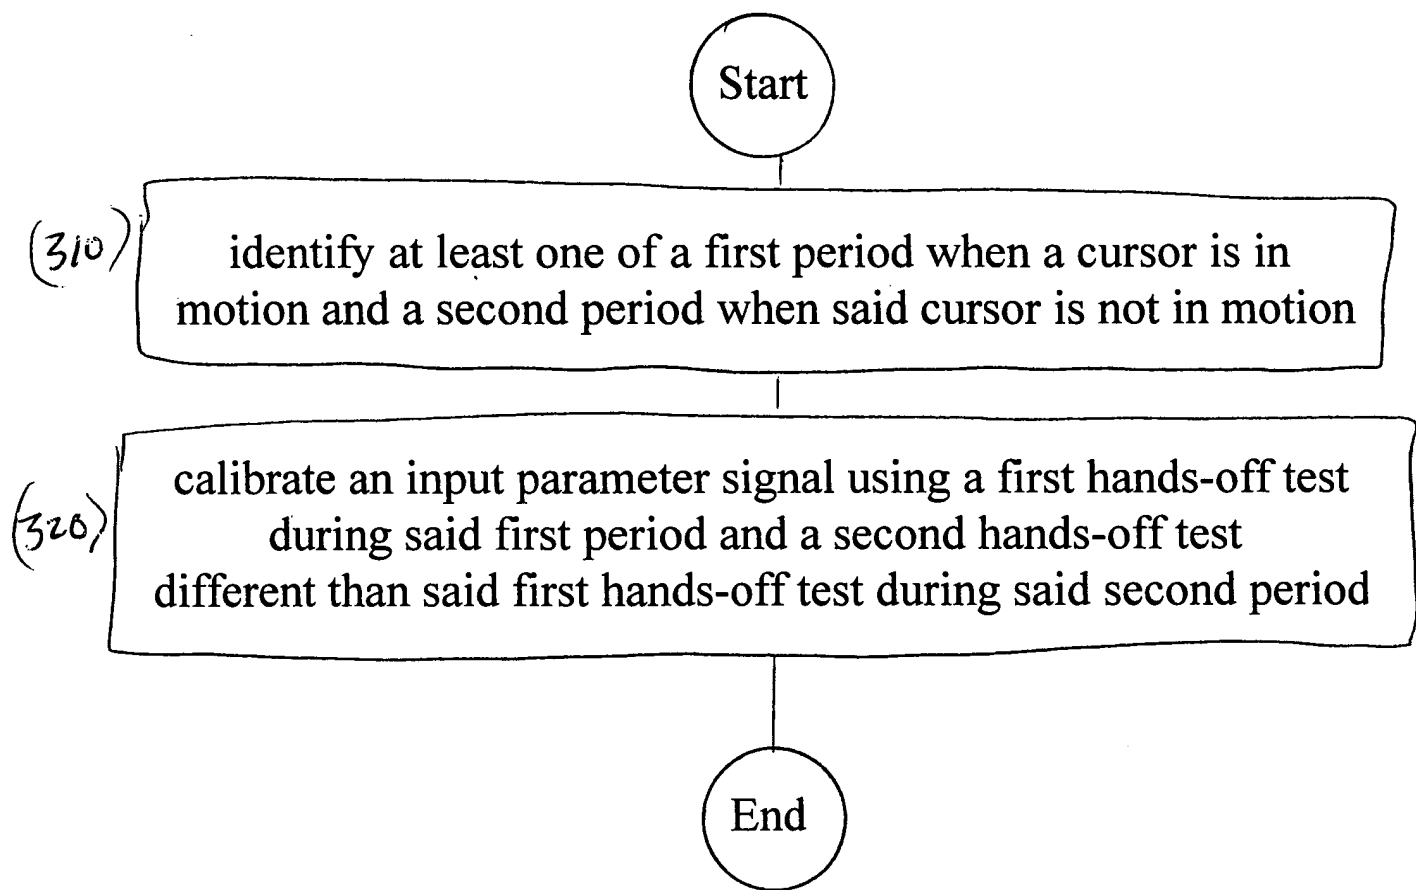 Start
(310)
identify at least one of a first period when a cursor is in
motion and a second period when said cursor is not in motion
(320)
calibrate an input parameter signal using a first hands-off test
during said first period and a second hands-off test
different than said first hands-off test during said second period
End